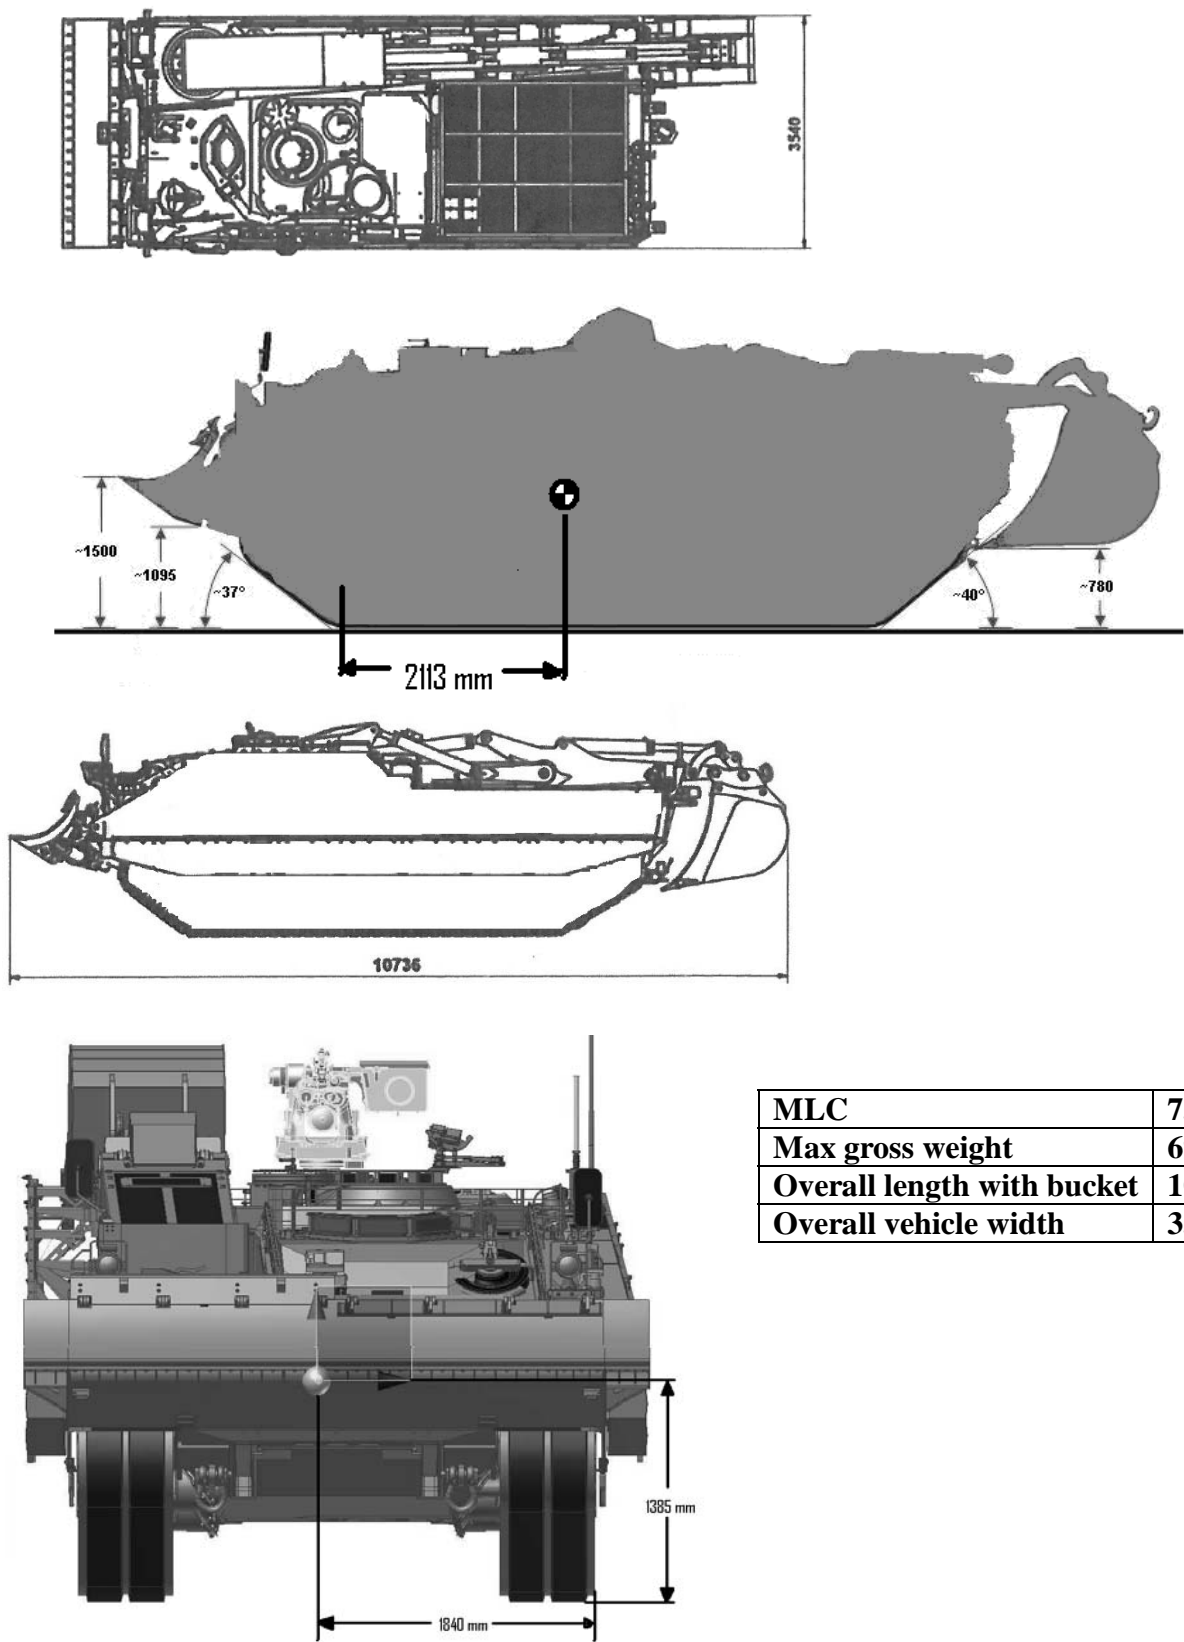 3540
~1500
~1095
~37°
~40°
~780
2113 mm
10736
MLC 7
Max gross weight 6
Overall length with bucket 1
Overall vehicle width 3
1385 mm
1840 mm